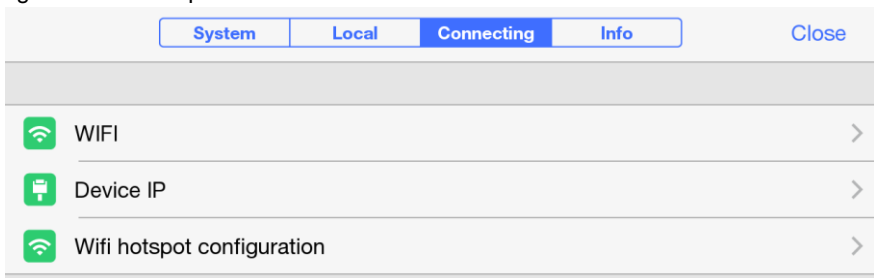 System Local Connecting Info Close
WIFI
Device IP
Wifi hotspot configuration